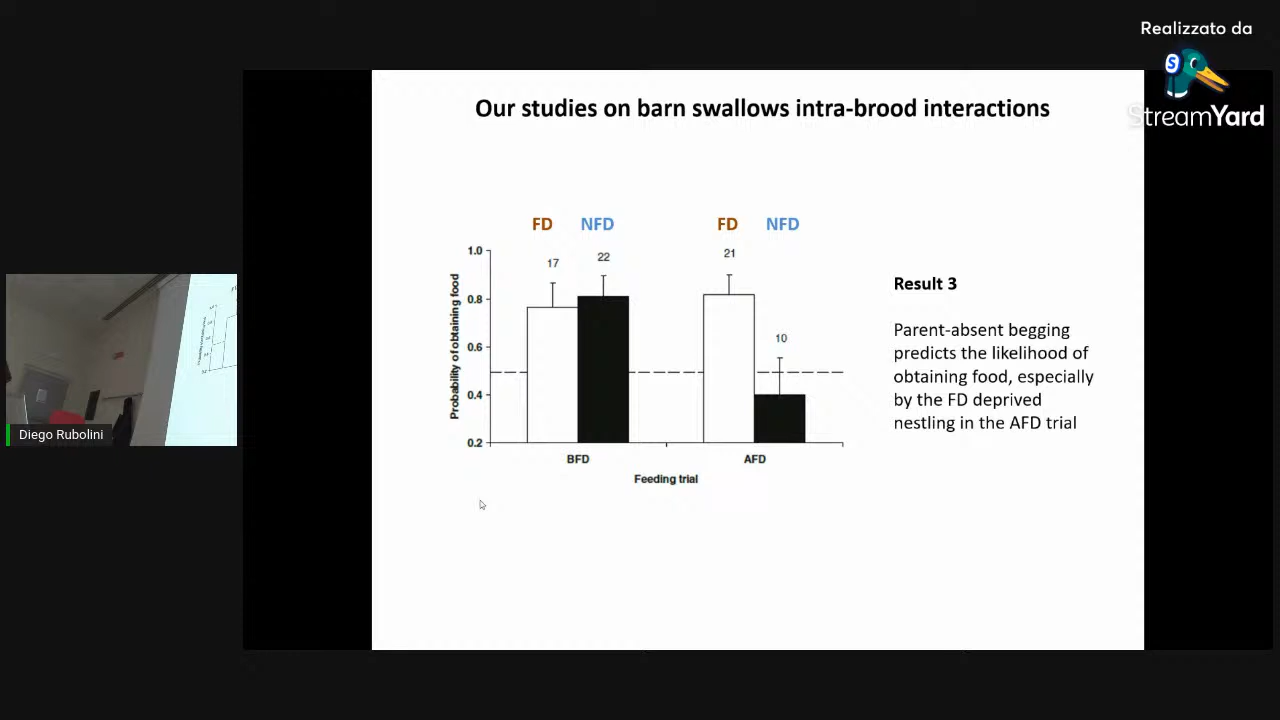 Realizzato da
StreamYard
Our studies on barn swallows intra-brood interactions
FD NFD FD NFD
17 22 21 10
1.0
0.8
0.6
0.4
0.2
Probability of obtaining food
BFD AFD
Feeding trial
Result 3
Parent-absent begging
predicts the likelihood of
obtaining food, especially
by the FD deprived
nestling in the AFD trial
Diego Rubolini